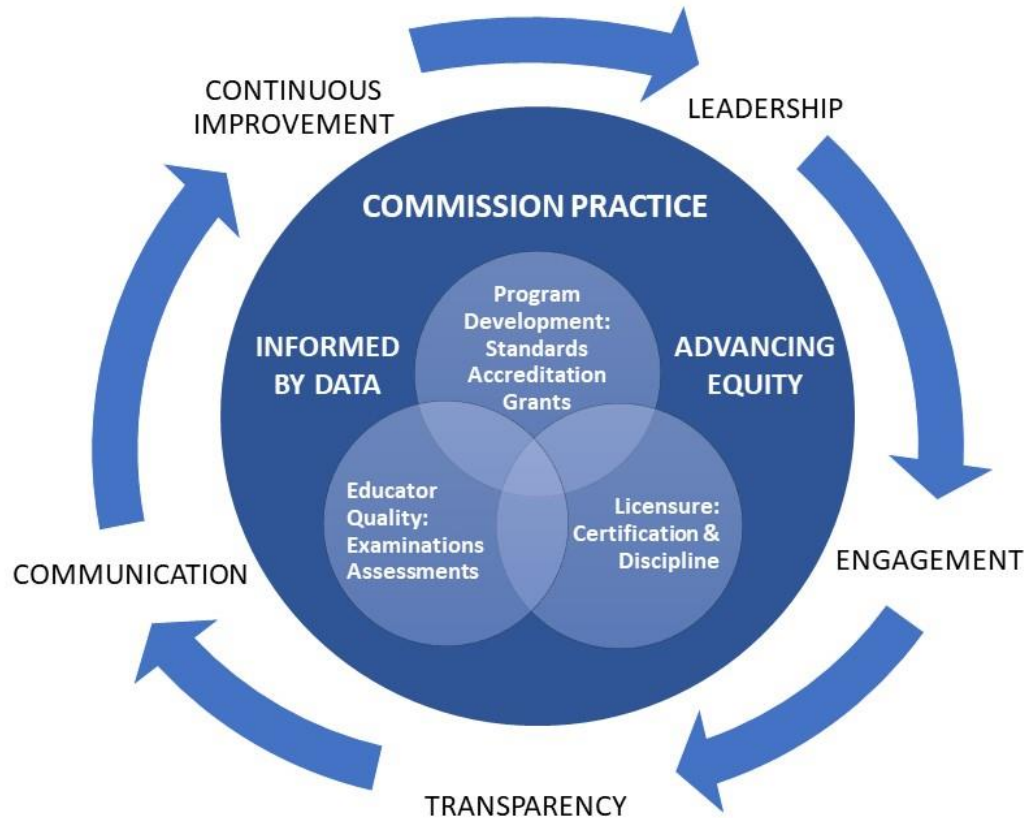 CONTINUOUS
IMPROVEMENT
LEADERSHIP
COMMISSION PRACTICE
INFORMED
BY DATA
Program
Development:
Standards
Accreditation
Grants
ADVANCING
EQUITY
Educator
Quality:
Examinations
Assessments
Licensure:
Certification &
Discipline
COMMUNICATION
ENGAGEMENT
TRANSPARENCY